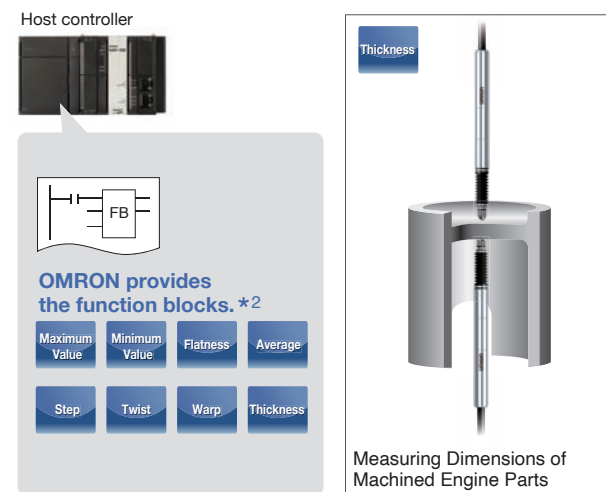 Host controller
FB
OMRON provides
the function blocks. *2
Maximum
Value
Minimum
Value
Flatness
Average
Step
Twist
Warp
Thickness
Thickness
Measuring Dimensions of
Machined Engine Parts